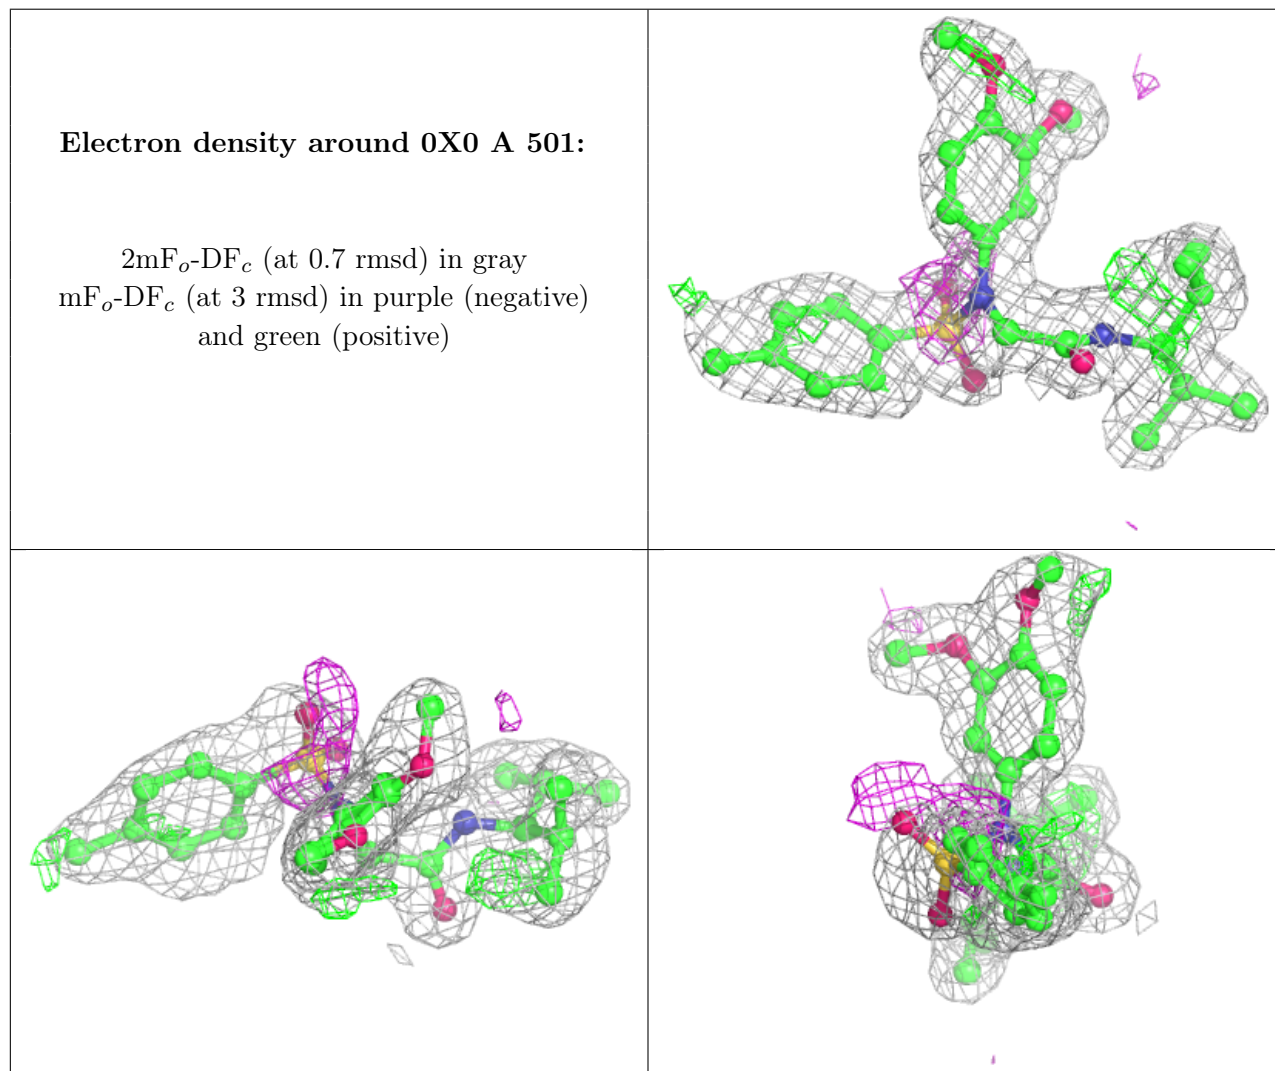 Electron density around 0X0 A 501:
2mFo-DFc (at 0.7 rmsd) in gray
mFo-DFc (at 3 rmsd) in purple (negative)
and green (positive)